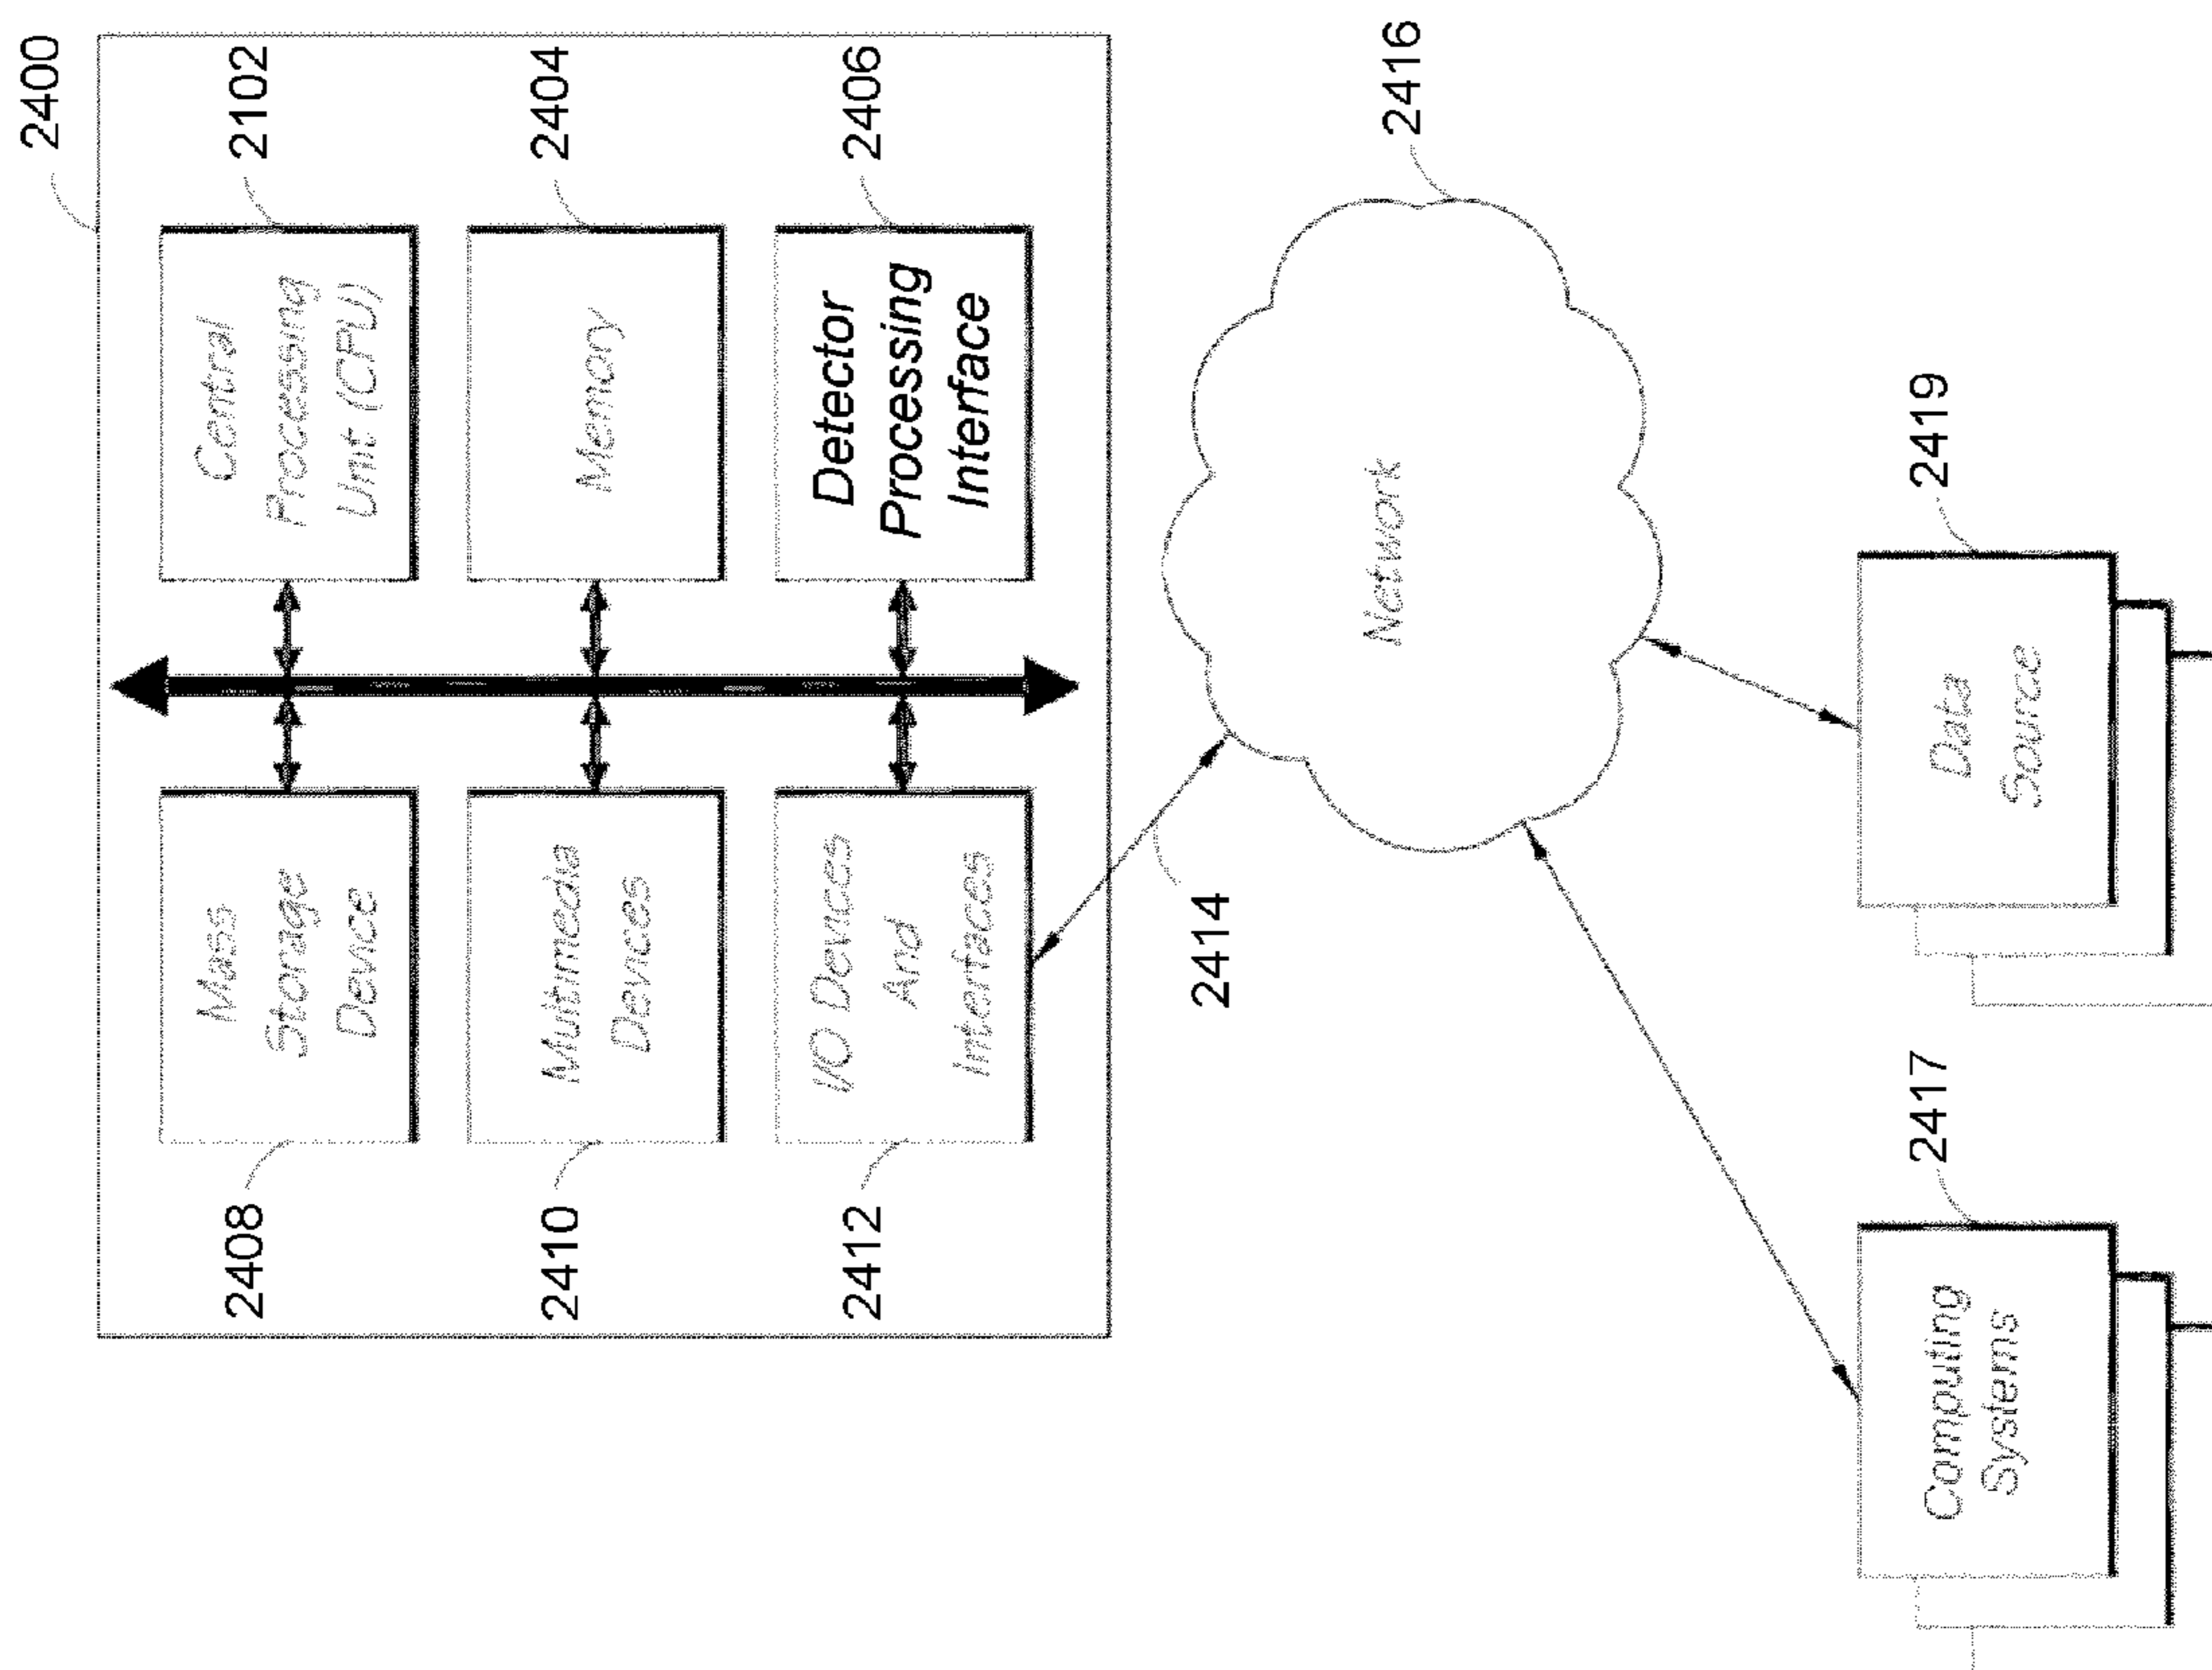 2400
2408
Mass
Storage
Device
Central
Processing
Unit (CPU)
2102
2410
Multimedia
Devices
Memory
2404
2412
I/O Devices
And
Interfaces
Detector
Processing
Interface
2406
2414
Network
2416
2417
Computing
Systems
2419
Data
Source